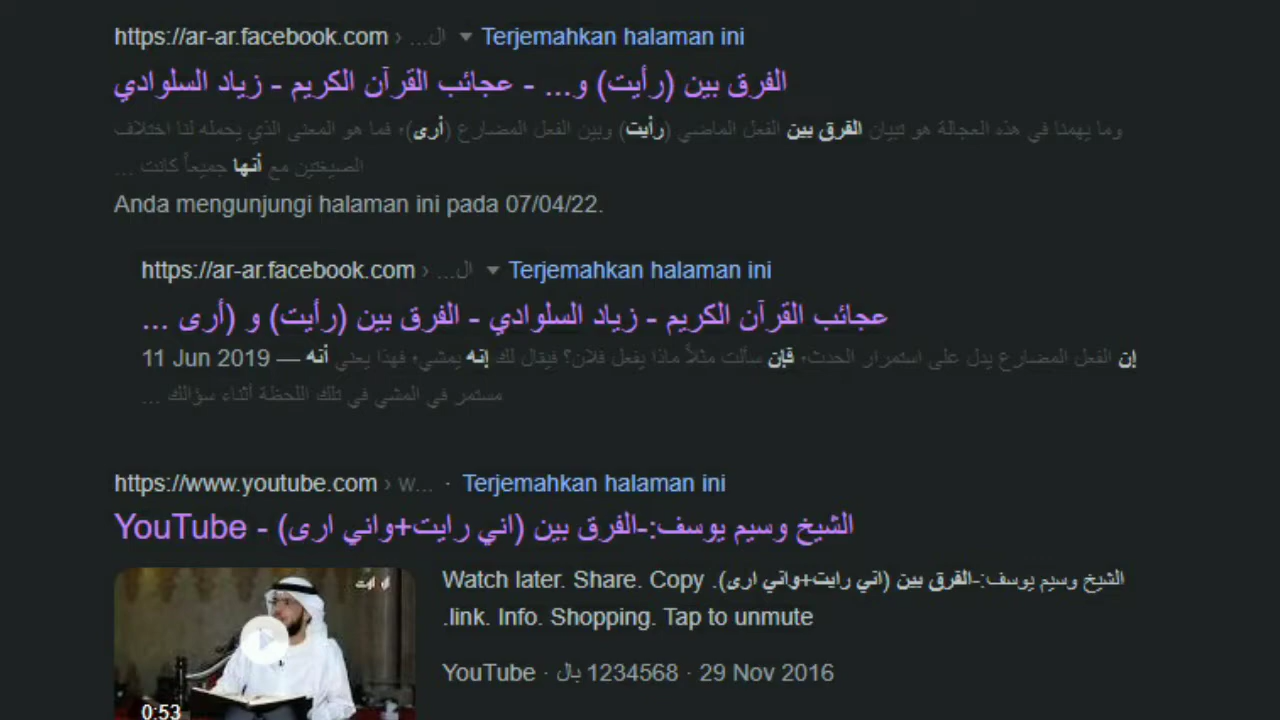 https://ar-ar.facebook.com › ...ال ▼ Terjemahkan halaman ini
الفرق بين (رأيت) و... - عجائب القرآن الكريم - زياد السلوادي
وما يهمنا في هذه العجالة هو تبيان الفرق بين الفعل الماضي (رأيت) وبين الفعل المضارع (أرى)، فما هو المعنى الذي يحمله لنا اختلاف
الصيغتين مع أنها جميعاً كانت ...
Anda mengunjungi halaman ini pada 07/04/22.
https://ar-ar.facebook.com › ...ال ▼ Terjemahkan halaman ini
عجائب القرآن الكريم - زياد السلوادي - الفرق بين (رأيت) و (أرى ...
11 Jun 2019 — إن الفعل المضارع يدل على استمرار الحدث، فإن سألت مثلاً ماذا يفعل فلان؟ فيقال لك إنه يمشي، فهذا يعني أنه
مستمر في المشي في تلك اللحظة أثناء سؤالك ...
https://www.youtube.com › w... · Terjemahkan halaman ini
الشيخ وسيم يوسف:-الفرق بين (اني رايت+واني ارى) - YouTube
الشيخ وسيم يوسف:-الفرق بين (اني رايت+واني ارى). Watch later. Share. Copy
link. Info. Shopping. Tap to unmute.
YouTube · بال 1234568 · 29 Nov 2016
0:53